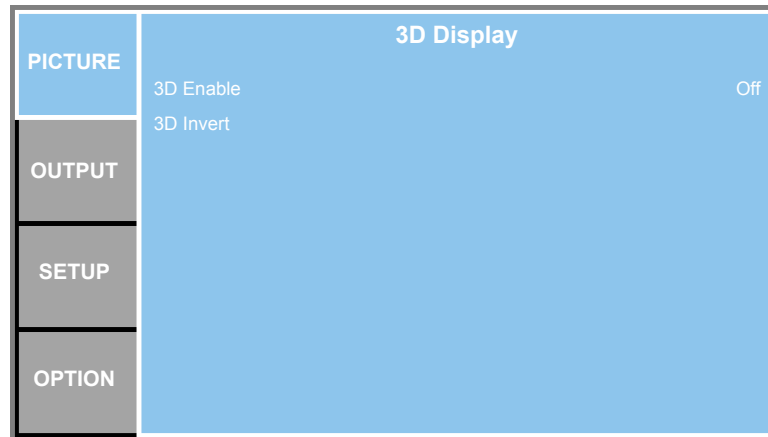 PICTURE
OUTPUT
SETUP
OPTION
3D Display
3D Enable Off
3D Invert